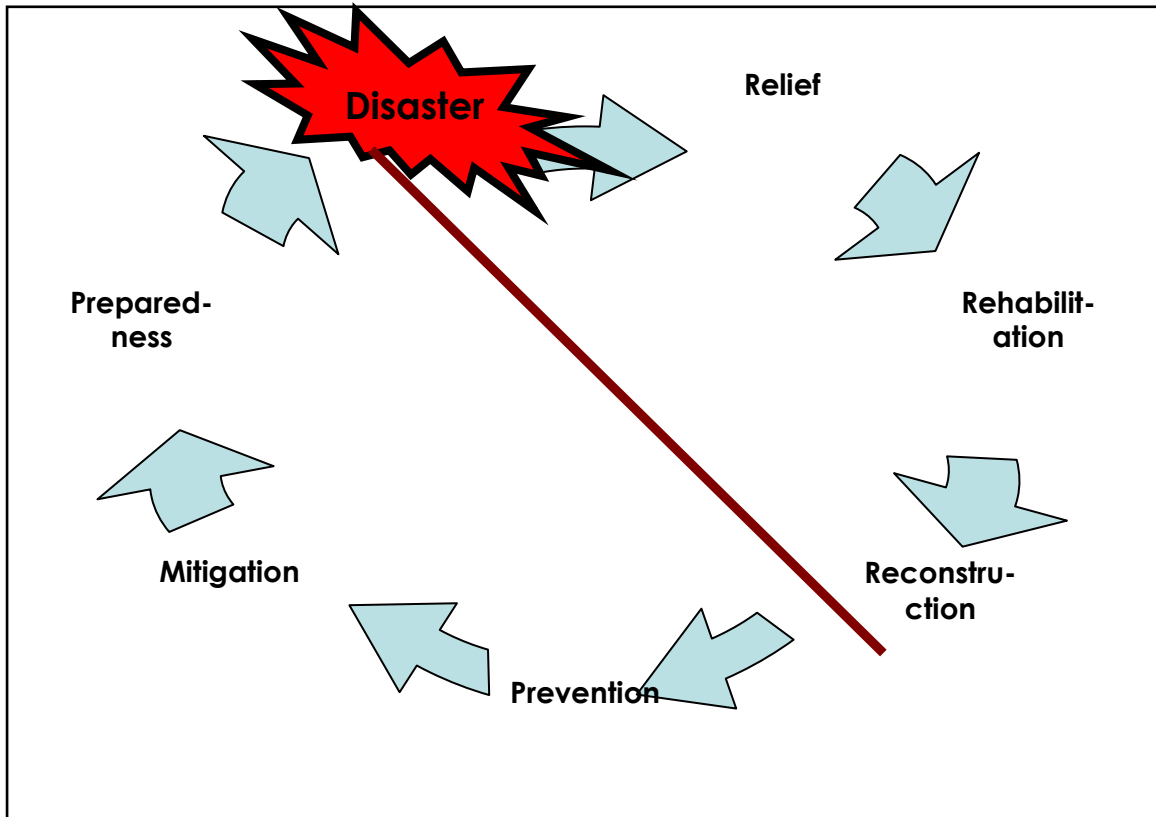 Disaster
Relief
Rehabilit-
ation
Reconstru-
ction
Prevention
Mitigation
Prepared-
ness